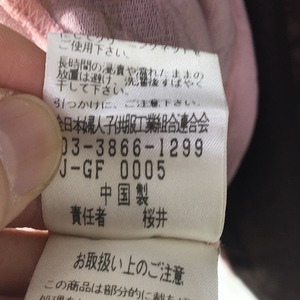 ご使用下さい。
長時間の浸漬や濡れたままの
放置は避け、洗濯後すばやく
干して下さい。
引っかけに、ご注意下さい。
全日本婦人子供服工業組合連合会
03-3866-1299
J-GF 0005
中国製
責任者 桜井
お取扱い上のご注意
この商品は部分的に